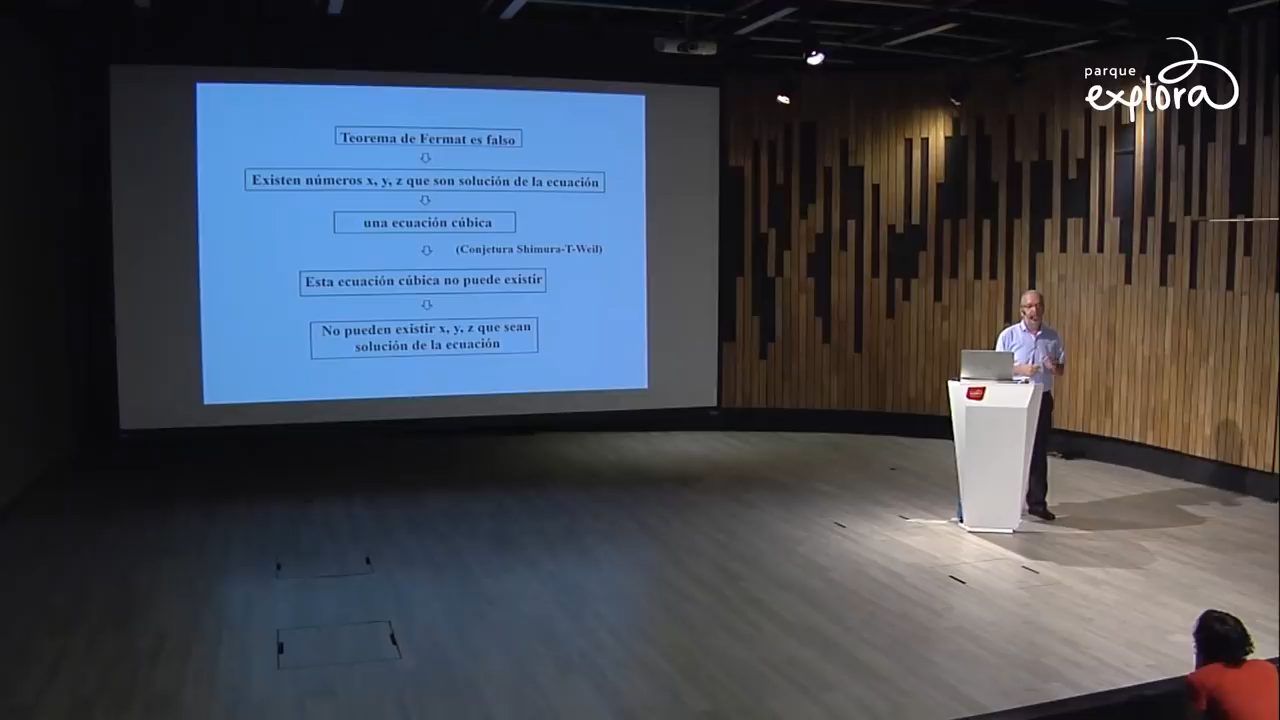 parque
explora
Teorema de Fermat es falso
Existen números x, y, z que son solución de la ecuación
una ecuación cúbica
(Conjetura Shimura-T-Weil)
Esta ecuación cúbica no puede existir
No pueden existir x, y, z que sean
solución de la ecuación